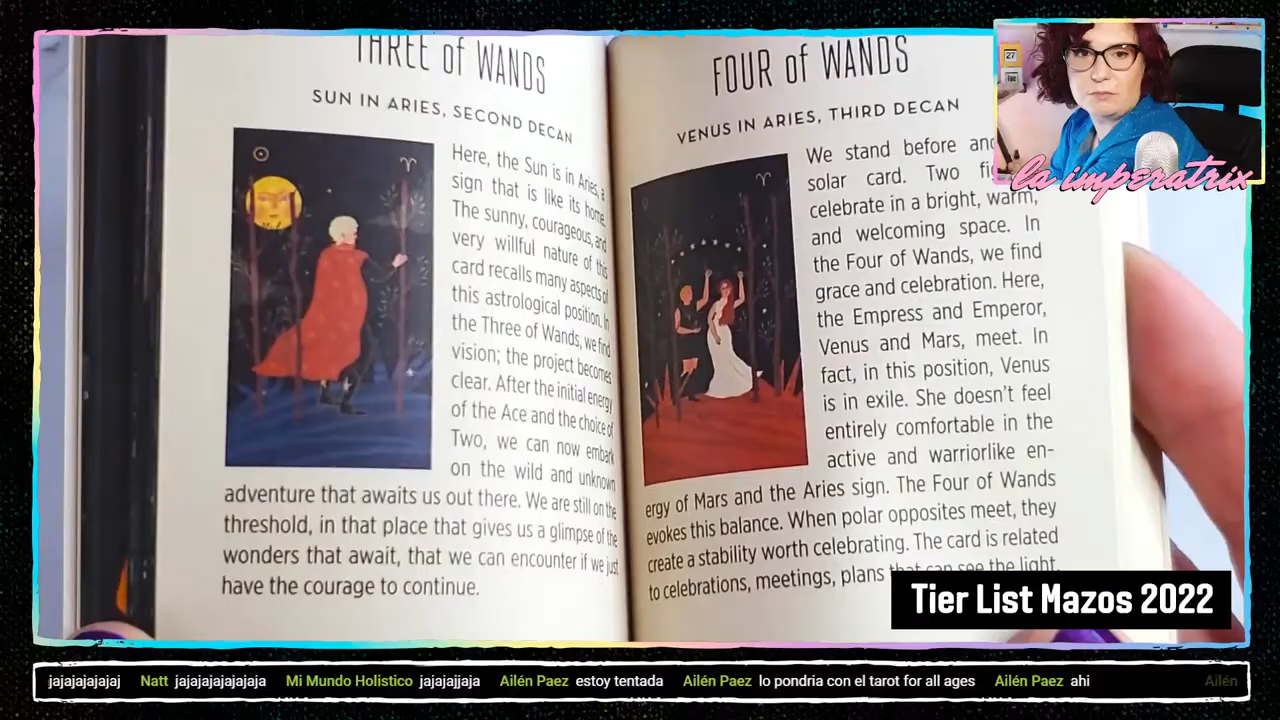 THREE of WANDS
SUN IN ARIES, SECOND DECAN
Here, the Sun is in Aries, a
sign that is like its home.
The sunny, courageous, and
very willful nature of this
card recalls many aspects of
this astrological position. In
the Three of Wands, we find
vision; the project becomes
clear. After the initial energy
of the Ace and the choice of
Two, we can now embark
on the wild and unknown
adventure that awaits us out there. We are still on the
threshold, in that place that gives us a glimpse of the
wonders that await, that we can encounter if we just
have the courage to continue.
FOUR of WANDS
VENUS IN ARIES, THIRD DECAN
We stand before
solar card. Two
celebrate in a bright, warm,
and welcoming space. In
the Four of Wands, we find
grace and celebration. Here,
the Empress and Emperor,
Venus and Mars, meet. In
fact, in this position, Venus
is in exile. She doesn't feel
entirely comfortable in the
active and warriorlike en-
ergy of Mars and the Aries sign. The Four of Wands
evokes this balance. When polar opposites meet, they
create a stability worth celebrating. The card is related
to celebrations, meetings, plans that can see the light,
27
Tue
la imperatrix
Tier List Mazos 2022
jajajajajajaj Natt jajajajajajajaja Mi Mundo Holistico jajajajjaja Ailén Paez estoy tentada Ailén Paez lo pondria con el tarot for all ages Ailén Paez ahi Ailén